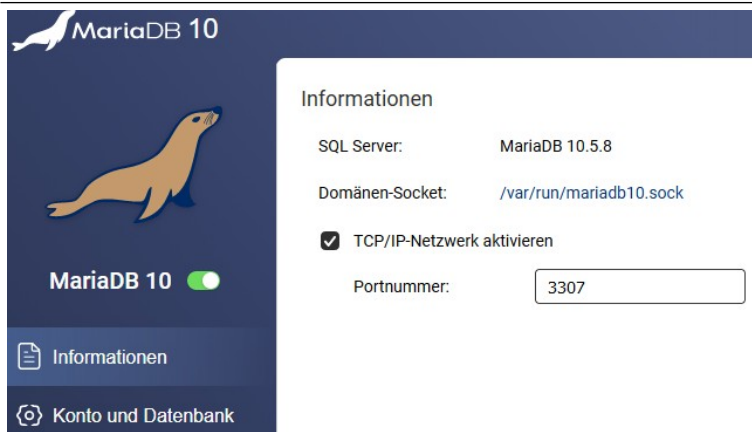 MariaDB 10
Informationen
SQL Server: MariaDB 10.5.8
Domänen-Socket: /var/run/mariadb10.sock
TCP/IP-Netzwerk aktivieren
MariaDB 10
Portnummer: 3307
Informationen
Konto und Datenbank